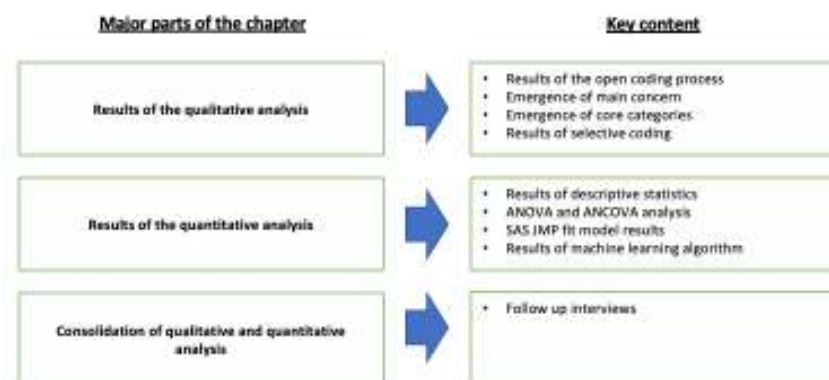 Major parts of the chapter
Key content
Results of the qualitative analysis
• Results of the open coding process
• Emergence of main concern
• Emergence of core categories
• Results of selective coding
Results of the quantitative analysis
• Results of descriptive statistics
• ANOVA and ANCOVA analysis
• SAS JMP fit model results
• Results of machine learning algorithm
Consolidation of qualitative and quantitative
analysis
• Follow up interviews